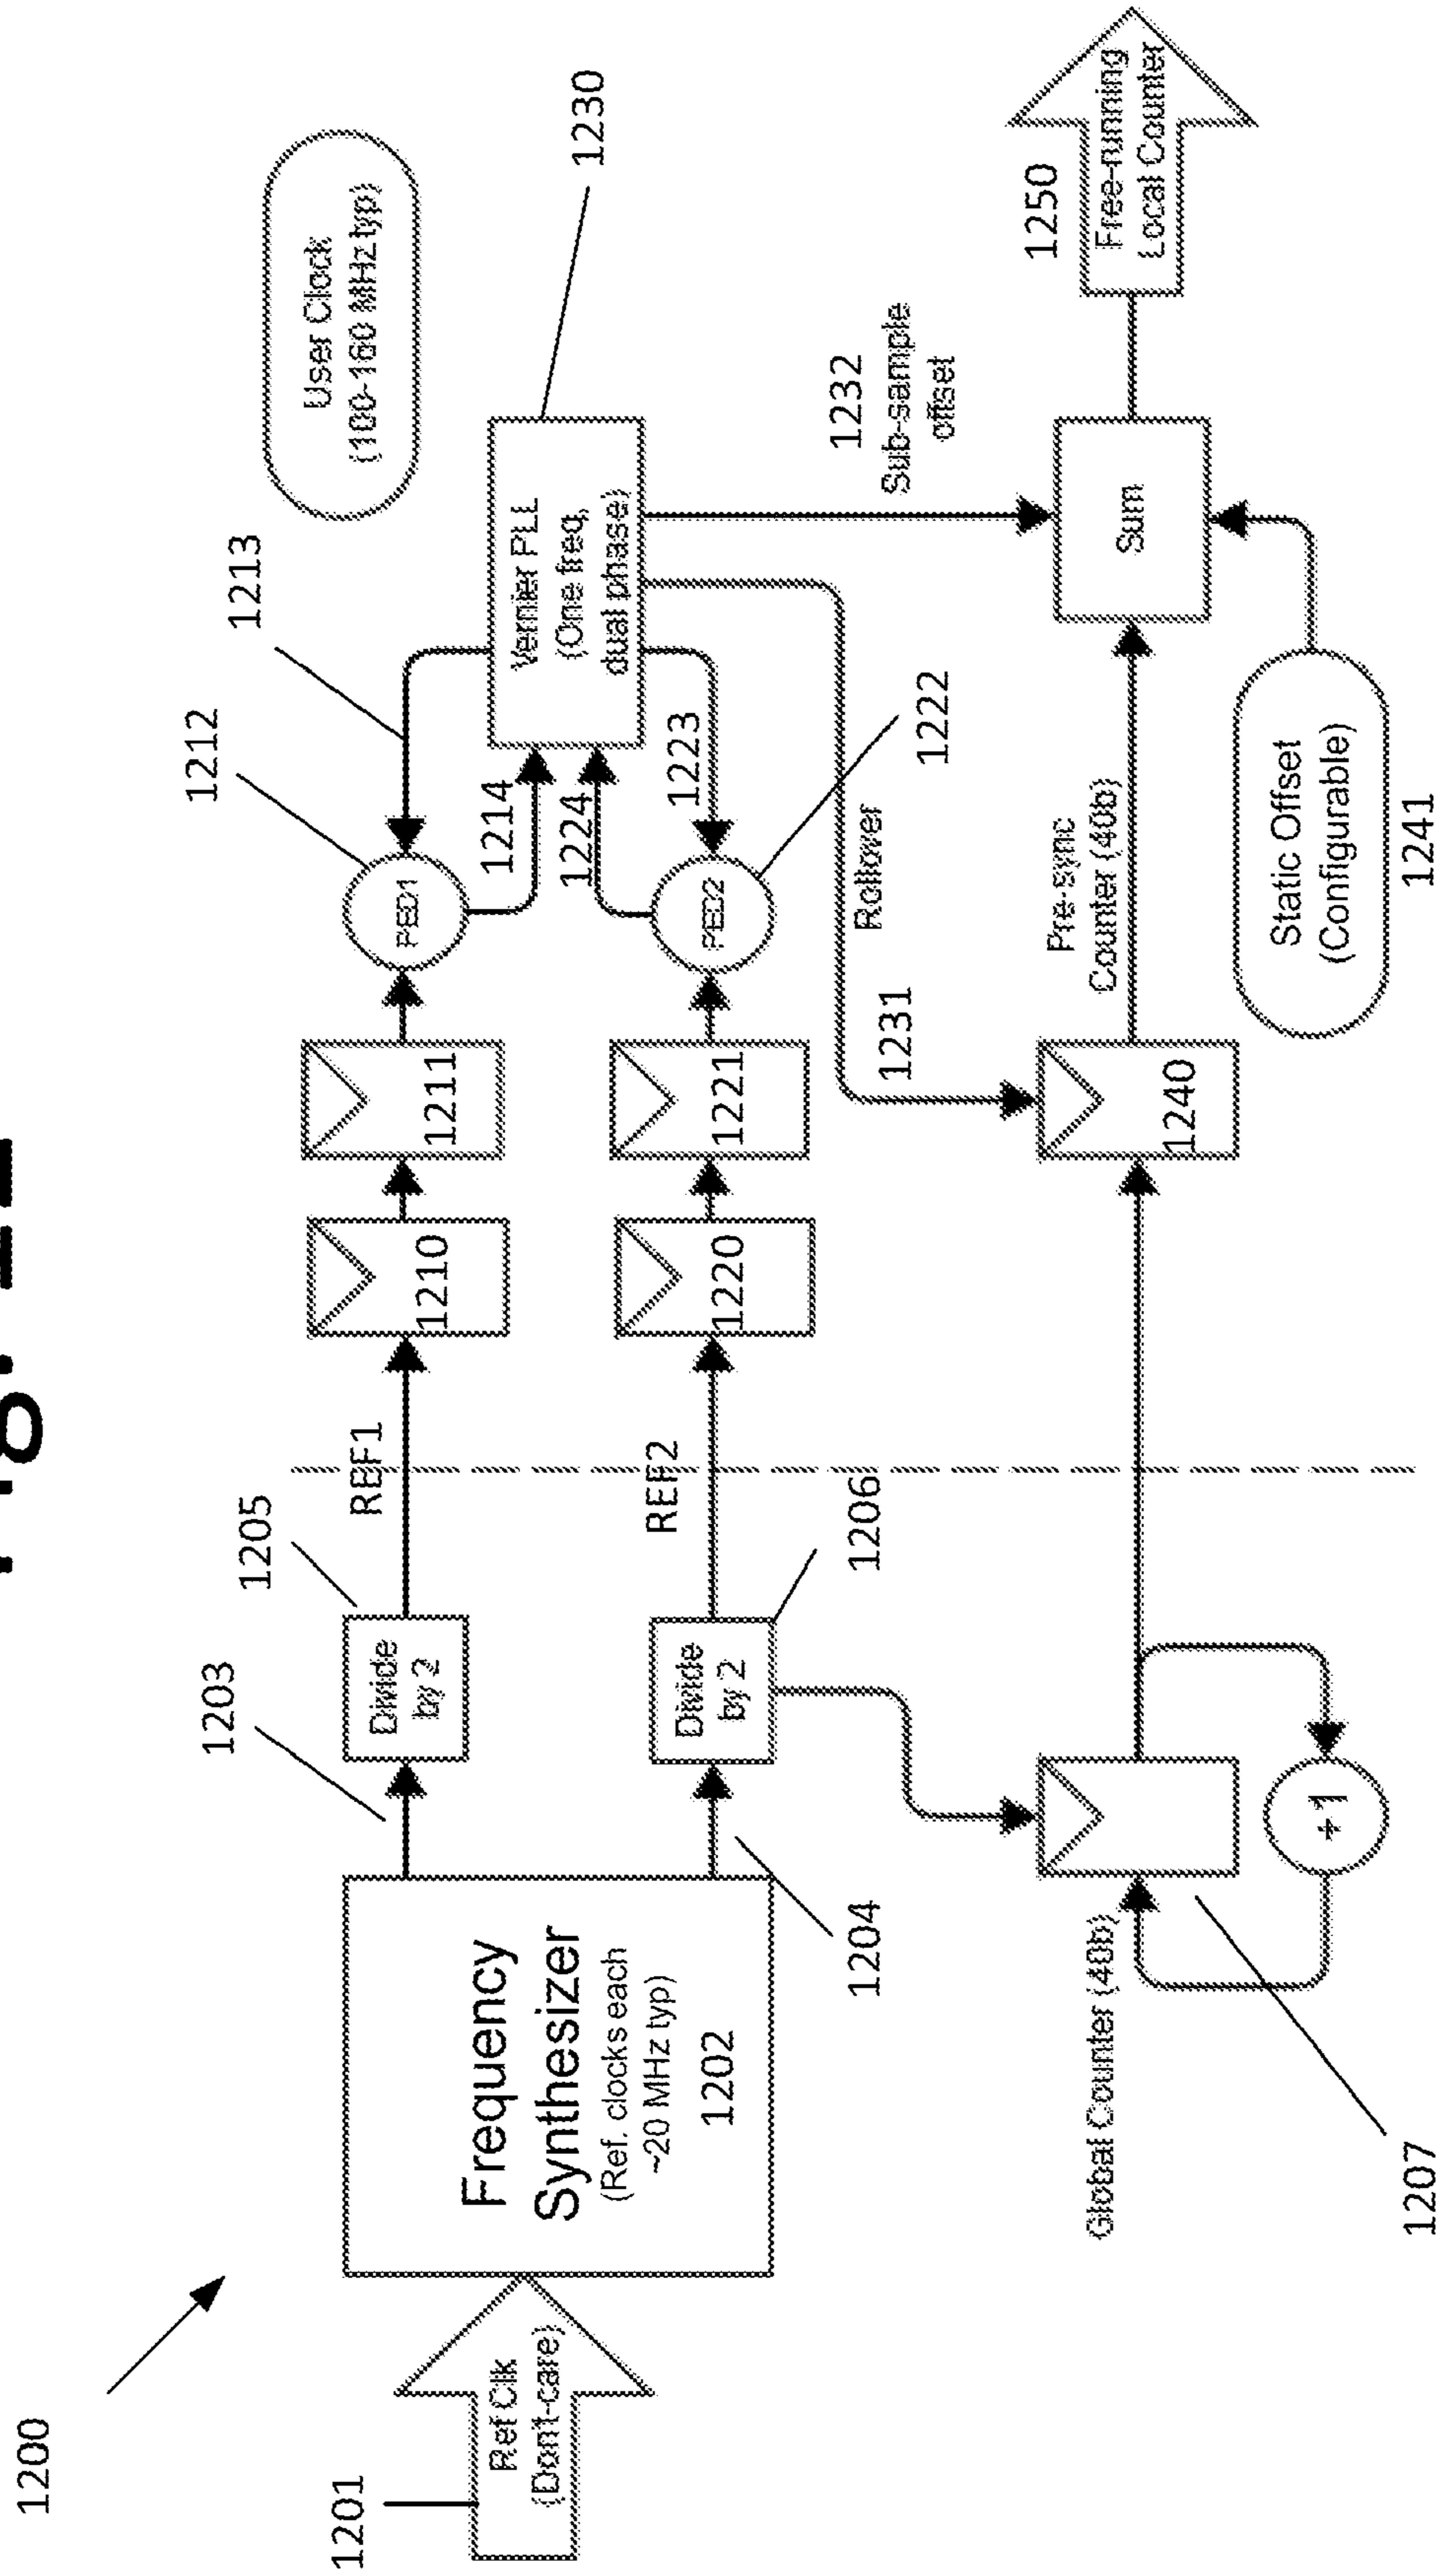 1200
1201
Ref Clk
(Don't-care)
Frequency
Synthesizer
(Ref. clocks each
~20 MHz typ)
1202
1203
1204
Divide
by 2
1205
Divide
by 2
1206
REF1
REF2
1210
1211
1220
1221
1212
PED1
1213
1214
1224
1223
PED2
1222
Vernier PLL
(One freq,
dual phase)
1230
User Clock
(100-160 MHz typ)
Rollover
1231
1232
Sub-sample
offset
Global Counter (40b)
1207
+1
1240
Pre-sync
Counter (40b)
Sum
Static Offset
(Configurable)
1241
1250
Free-running
Local Counter